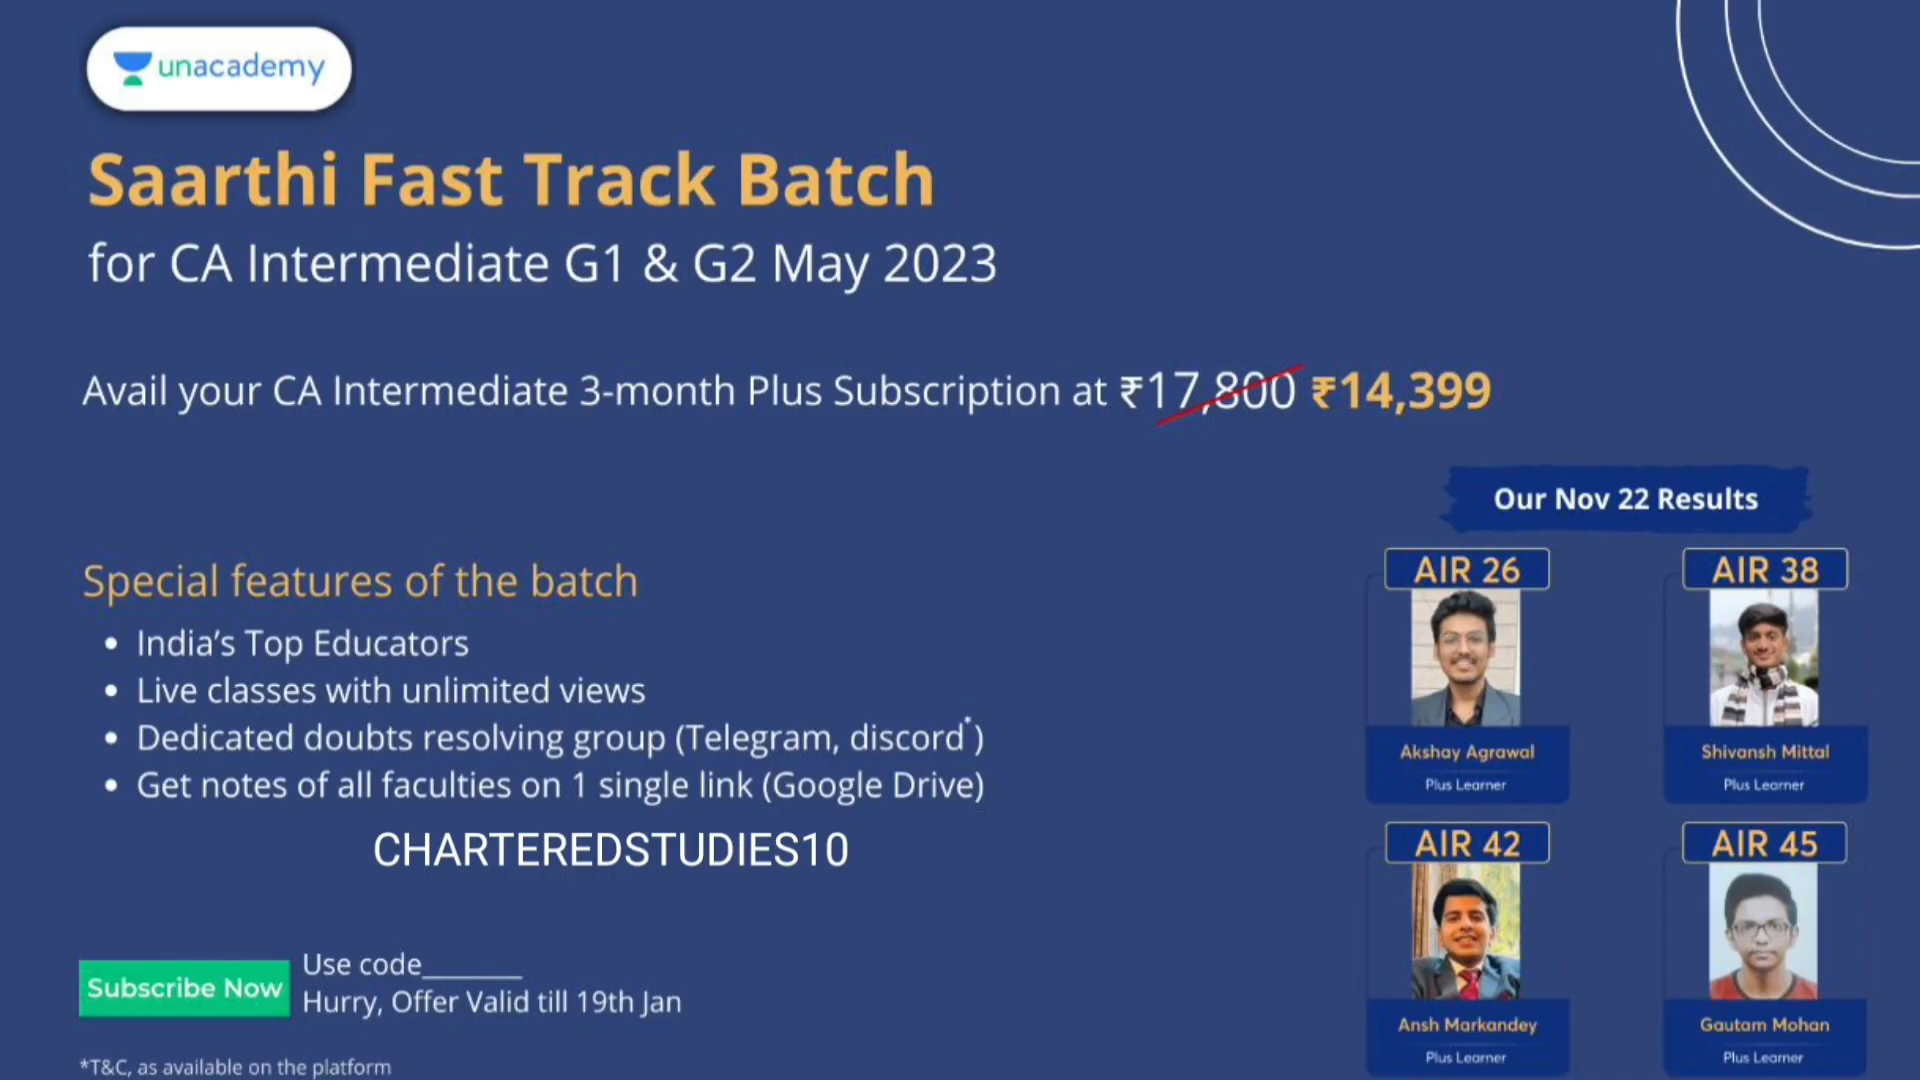 unacademy
Saarthi Fast Track Batch
for CA Intermediate G1 & G2 May 2023
Avail your CA Intermediate 3-month Plus Subscription at ₹17,800 ₹14,399
Special features of the batch
• India’s Top Educators
• Live classes with unlimited views
• Dedicated doubts resolving group (Telegram, discord*)
• Get notes of all faculties on 1 single link (Google Drive)
CHARTEREDSTUDIES10
Subscribe Now
Use code______
Hurry, Offer Valid till 19th Jan
*T&C, as available on the platform
Our Nov 22 Results
AIR 26
Akshay Agrawal
Plus Learner
AIR 38
Shivansh Mittal
Plus Learner
AIR 42
Ansh Markandey
Plus Learner
AIR 45
Gautam Mohan
Plus Learner